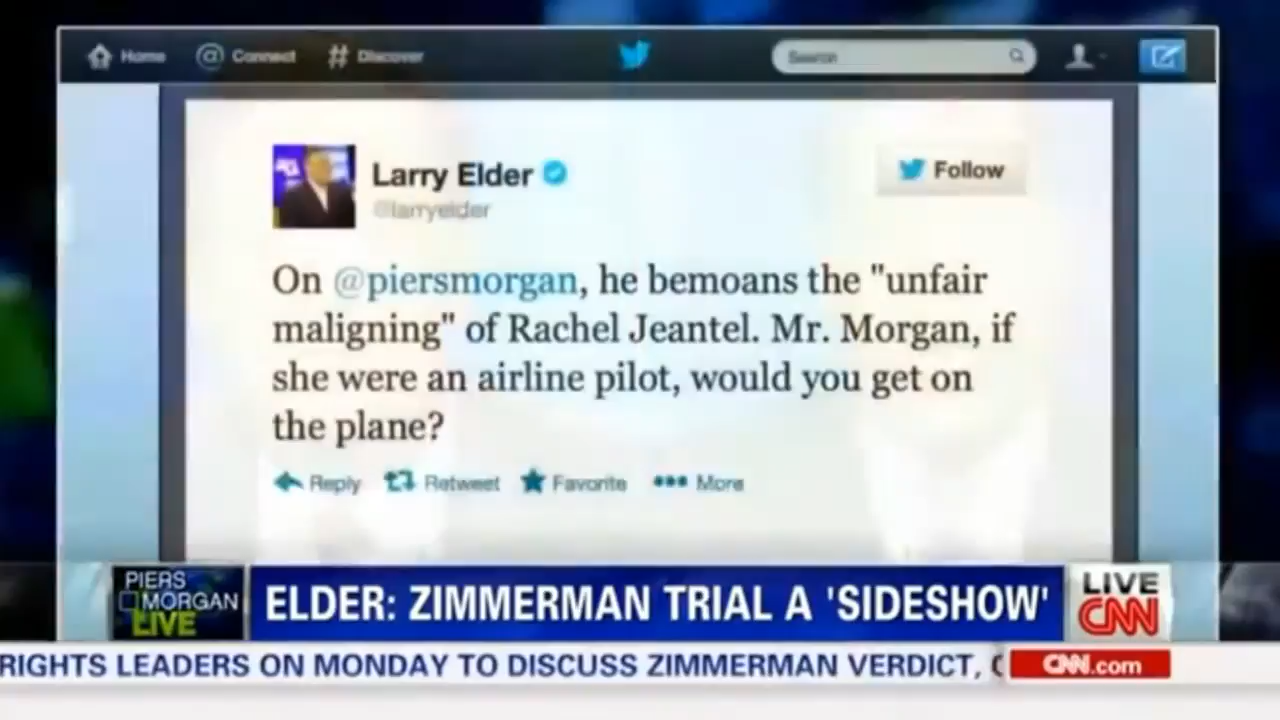 Home @ Connect # Discover Search
Larry Elder
@larryelder
Follow
On @piersmorgan, he bemoans the "unfair
maligning" of Rachel Jeantel. Mr. Morgan, if
she were an airline pilot, would you get on
the plane?
Reply Retweet Favorite ••• More
PIERS
MORGAN
LIVE
ELDER: ZIMMERMAN TRIAL A 'SIDESHOW'
LIVE
CNN
RIGHTS LEADERS ON MONDAY TO DISCUSS ZIMMERMAN VERDICT,
CNN.com